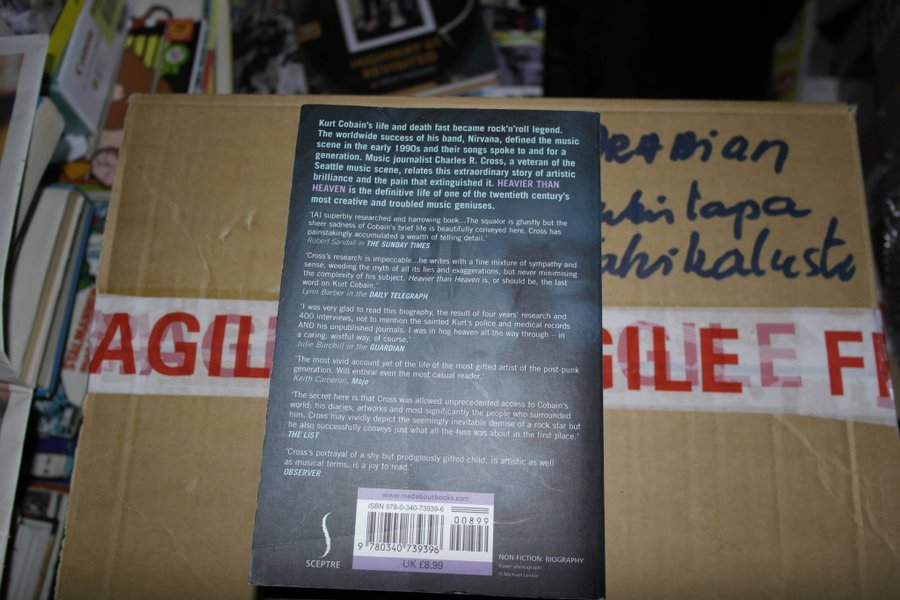 Kurt Cobain's life and death fast became rock'n'roll legend.
The worldwide success of his band, Nirvana, defined the music
scene in the early 1990s and their songs spoke to and for a
generation. Music journalist Charles R. Cross, a veteran of the
Seattle music scene, relates this extraordinary story of artistic
brilliance and the pain that extinguished it. HEAVIER THAN
HEAVEN is the definitive life of one of the twentieth century's
most creative and troubled music geniuses.
'[A] superbly researched and harrowing book...The squalor is ghastly but the
sheer sadness of Cobain's brief life is beautifully conveyed here. Cross has
painstakingly accumulated a wealth of telling detail.'
Robert Sandall in THE SUNDAY TIMES
'Cross's research is impeccable...he writes with a fine mixture of sympathy and
sense, weeding the myth of all its lies and exaggerations, but never minimising
the complexity of his subject. Heavier than Heaven is, or should be, the last
word on Kurt Cobain.'
Lynn Barber in the DAILY TELEGRAPH
'I was very glad to read this biography, the result of four years' research and
400 interviews, not to mention the sainted Kurt's police and medical records
AND his unpublished journals. I was in hog heaven all the way through – in
a caring, wistful way, of course.'
Julie Burchill in the GUARDIAN
'The most vivid account yet of the life of the most gifted artist of the post-punk
generation. Will enthral even the most casual reader.'
Keith Cameron, Mojo
'The secret here is that Cross was allowed unprecedented access to Cobain's
world; his diaries, artworks and most significantly the people who surrounded
him. Cross may vividly depict the seemingly inevitable demise of a rock star but
he also successfully conveys just what all the fuss was about in the first place.'
THE LIST
'Cross's portrayal of a shy but prodigiously gifted child, in artistic as well
as musical terms, is a joy to read.'
OBSERVER
www.madaboutbooks.com
ISBN 978-0-340-73939-6
00899
9 780340 739396
UK £8.99
SCEPTRE
NON-FICTION: BIOGRAPHY
Cover photograph:
© Michael Levine
AGILE
GILE FR
REVISITED